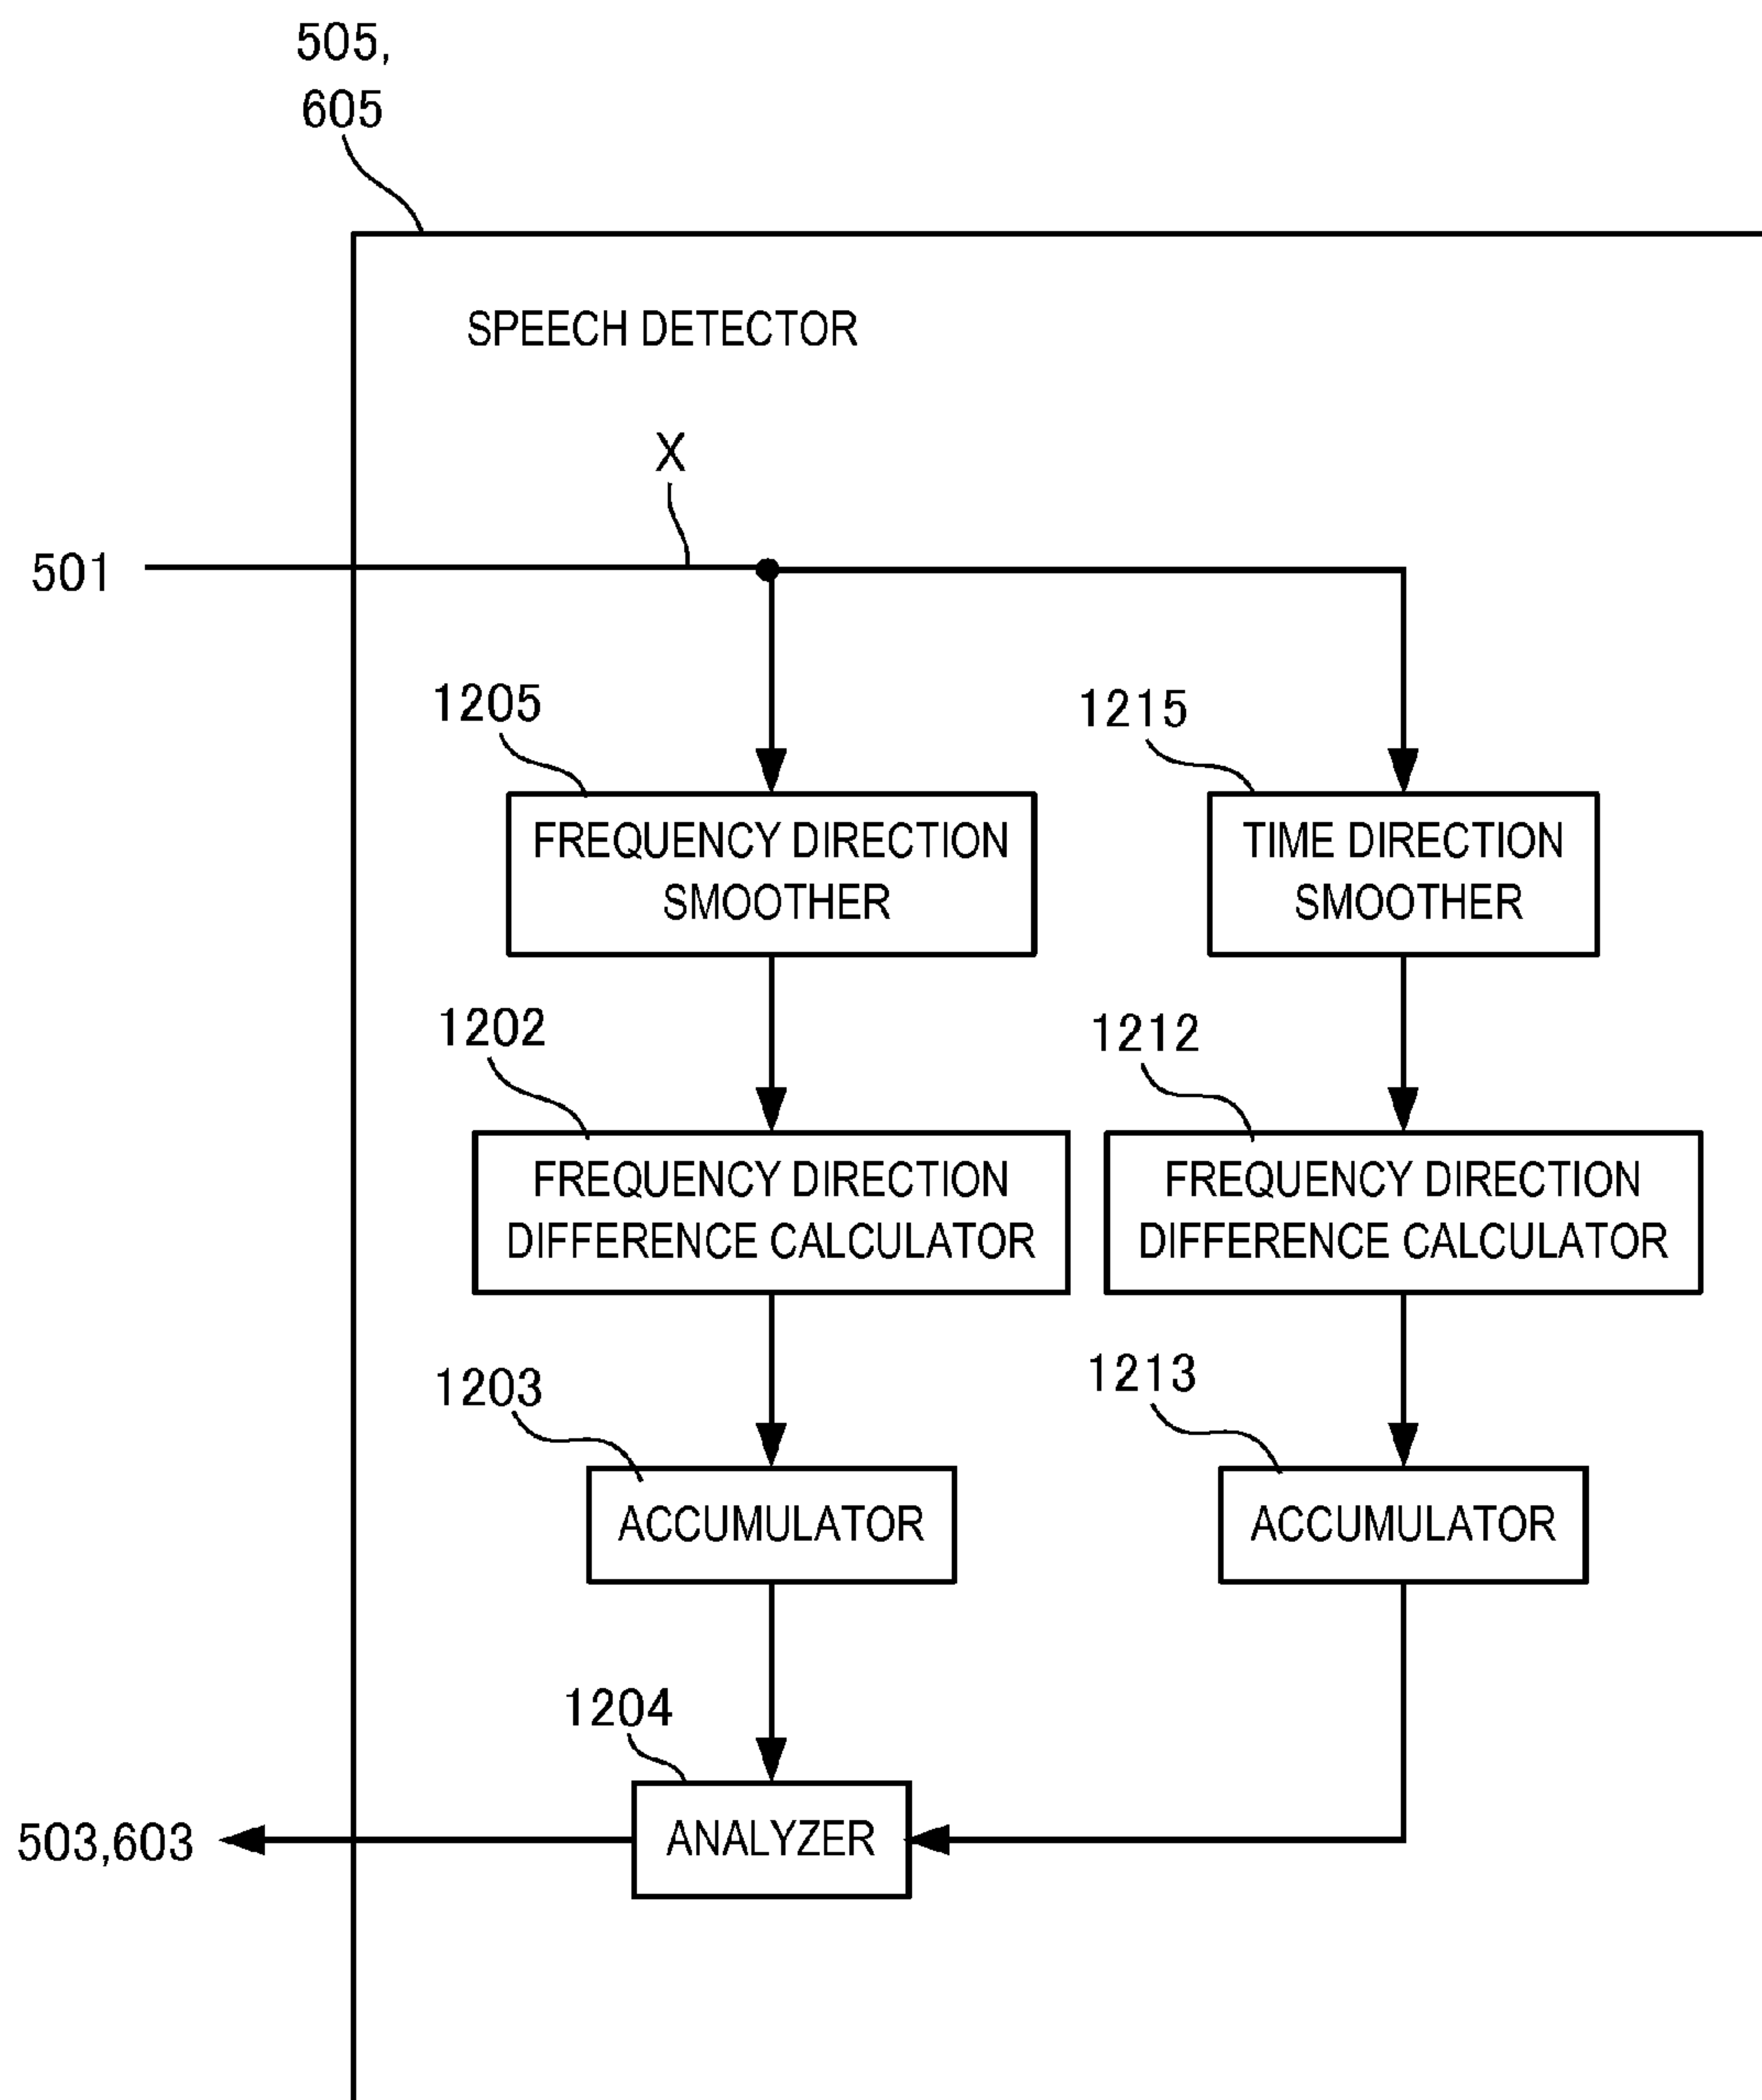 505,
605
SPEECH DETECTOR
X
501
1205
1215
FREQUENCY DIRECTION
SMOOTHER
TIME DIRECTION
SMOOTHER
1202
1212
FREQUENCY DIRECTION
DIFFERENCE CALCULATOR
FREQUENCY DIRECTION
DIFFERENCE CALCULATOR
1203
1213
ACCUMULATOR
ACCUMULATOR
1204
ANALYZER
503,603